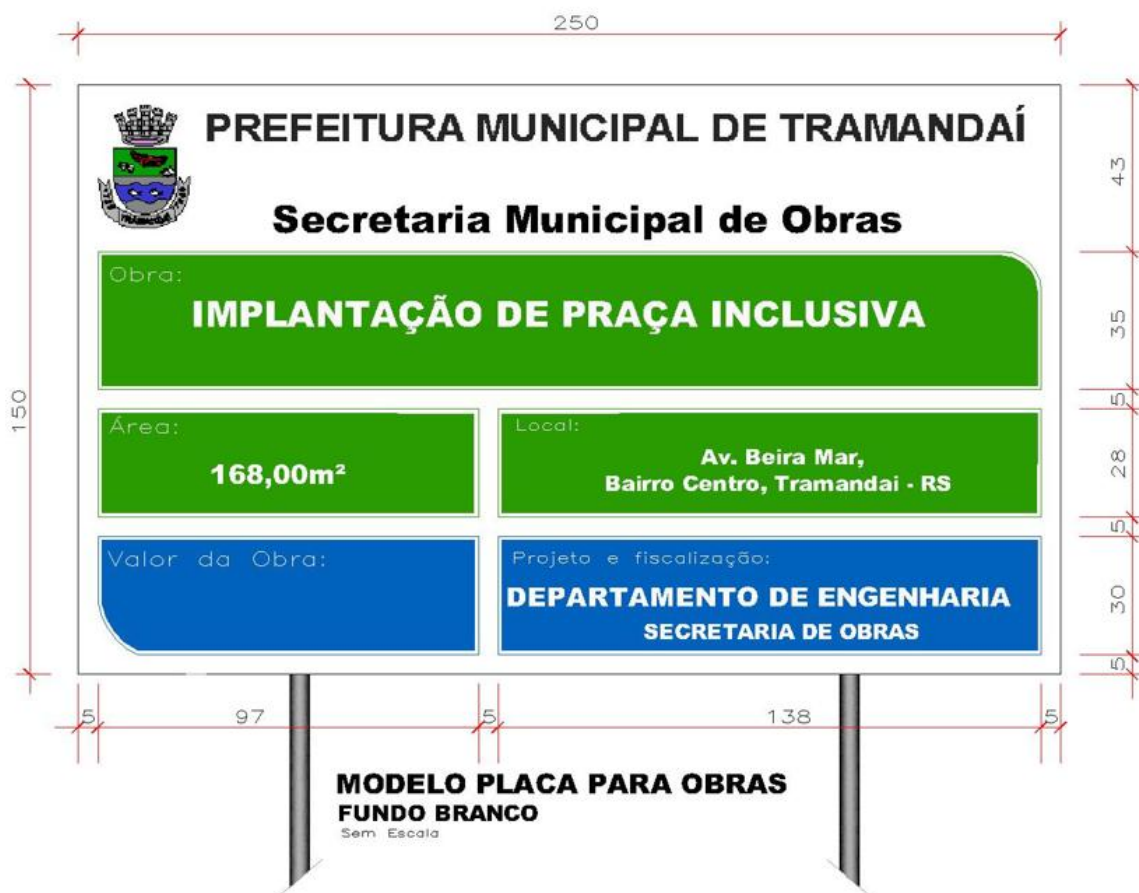 250
PREFEITURA MUNICIPAL DE TRAMANDAÍ
Secretaria Municipal de Obras
Obra:
IMPLANTAÇÃO DE PRAÇA INCLUSIVA
Área:
168,00m²
Local:
Av. Beira Mar,
Bairro Centro, Tramandai - RS
Valor da Obra:
Projeto e fiscalização:
DEPARTAMENTO DE ENGENHARIA
SECRETARIA DE OBRAS
150
43
35
5
28
5
30
5
5
97
5
138
5
MODELO PLACA PARA OBRAS
FUNDO BRANCO
Sem Escala